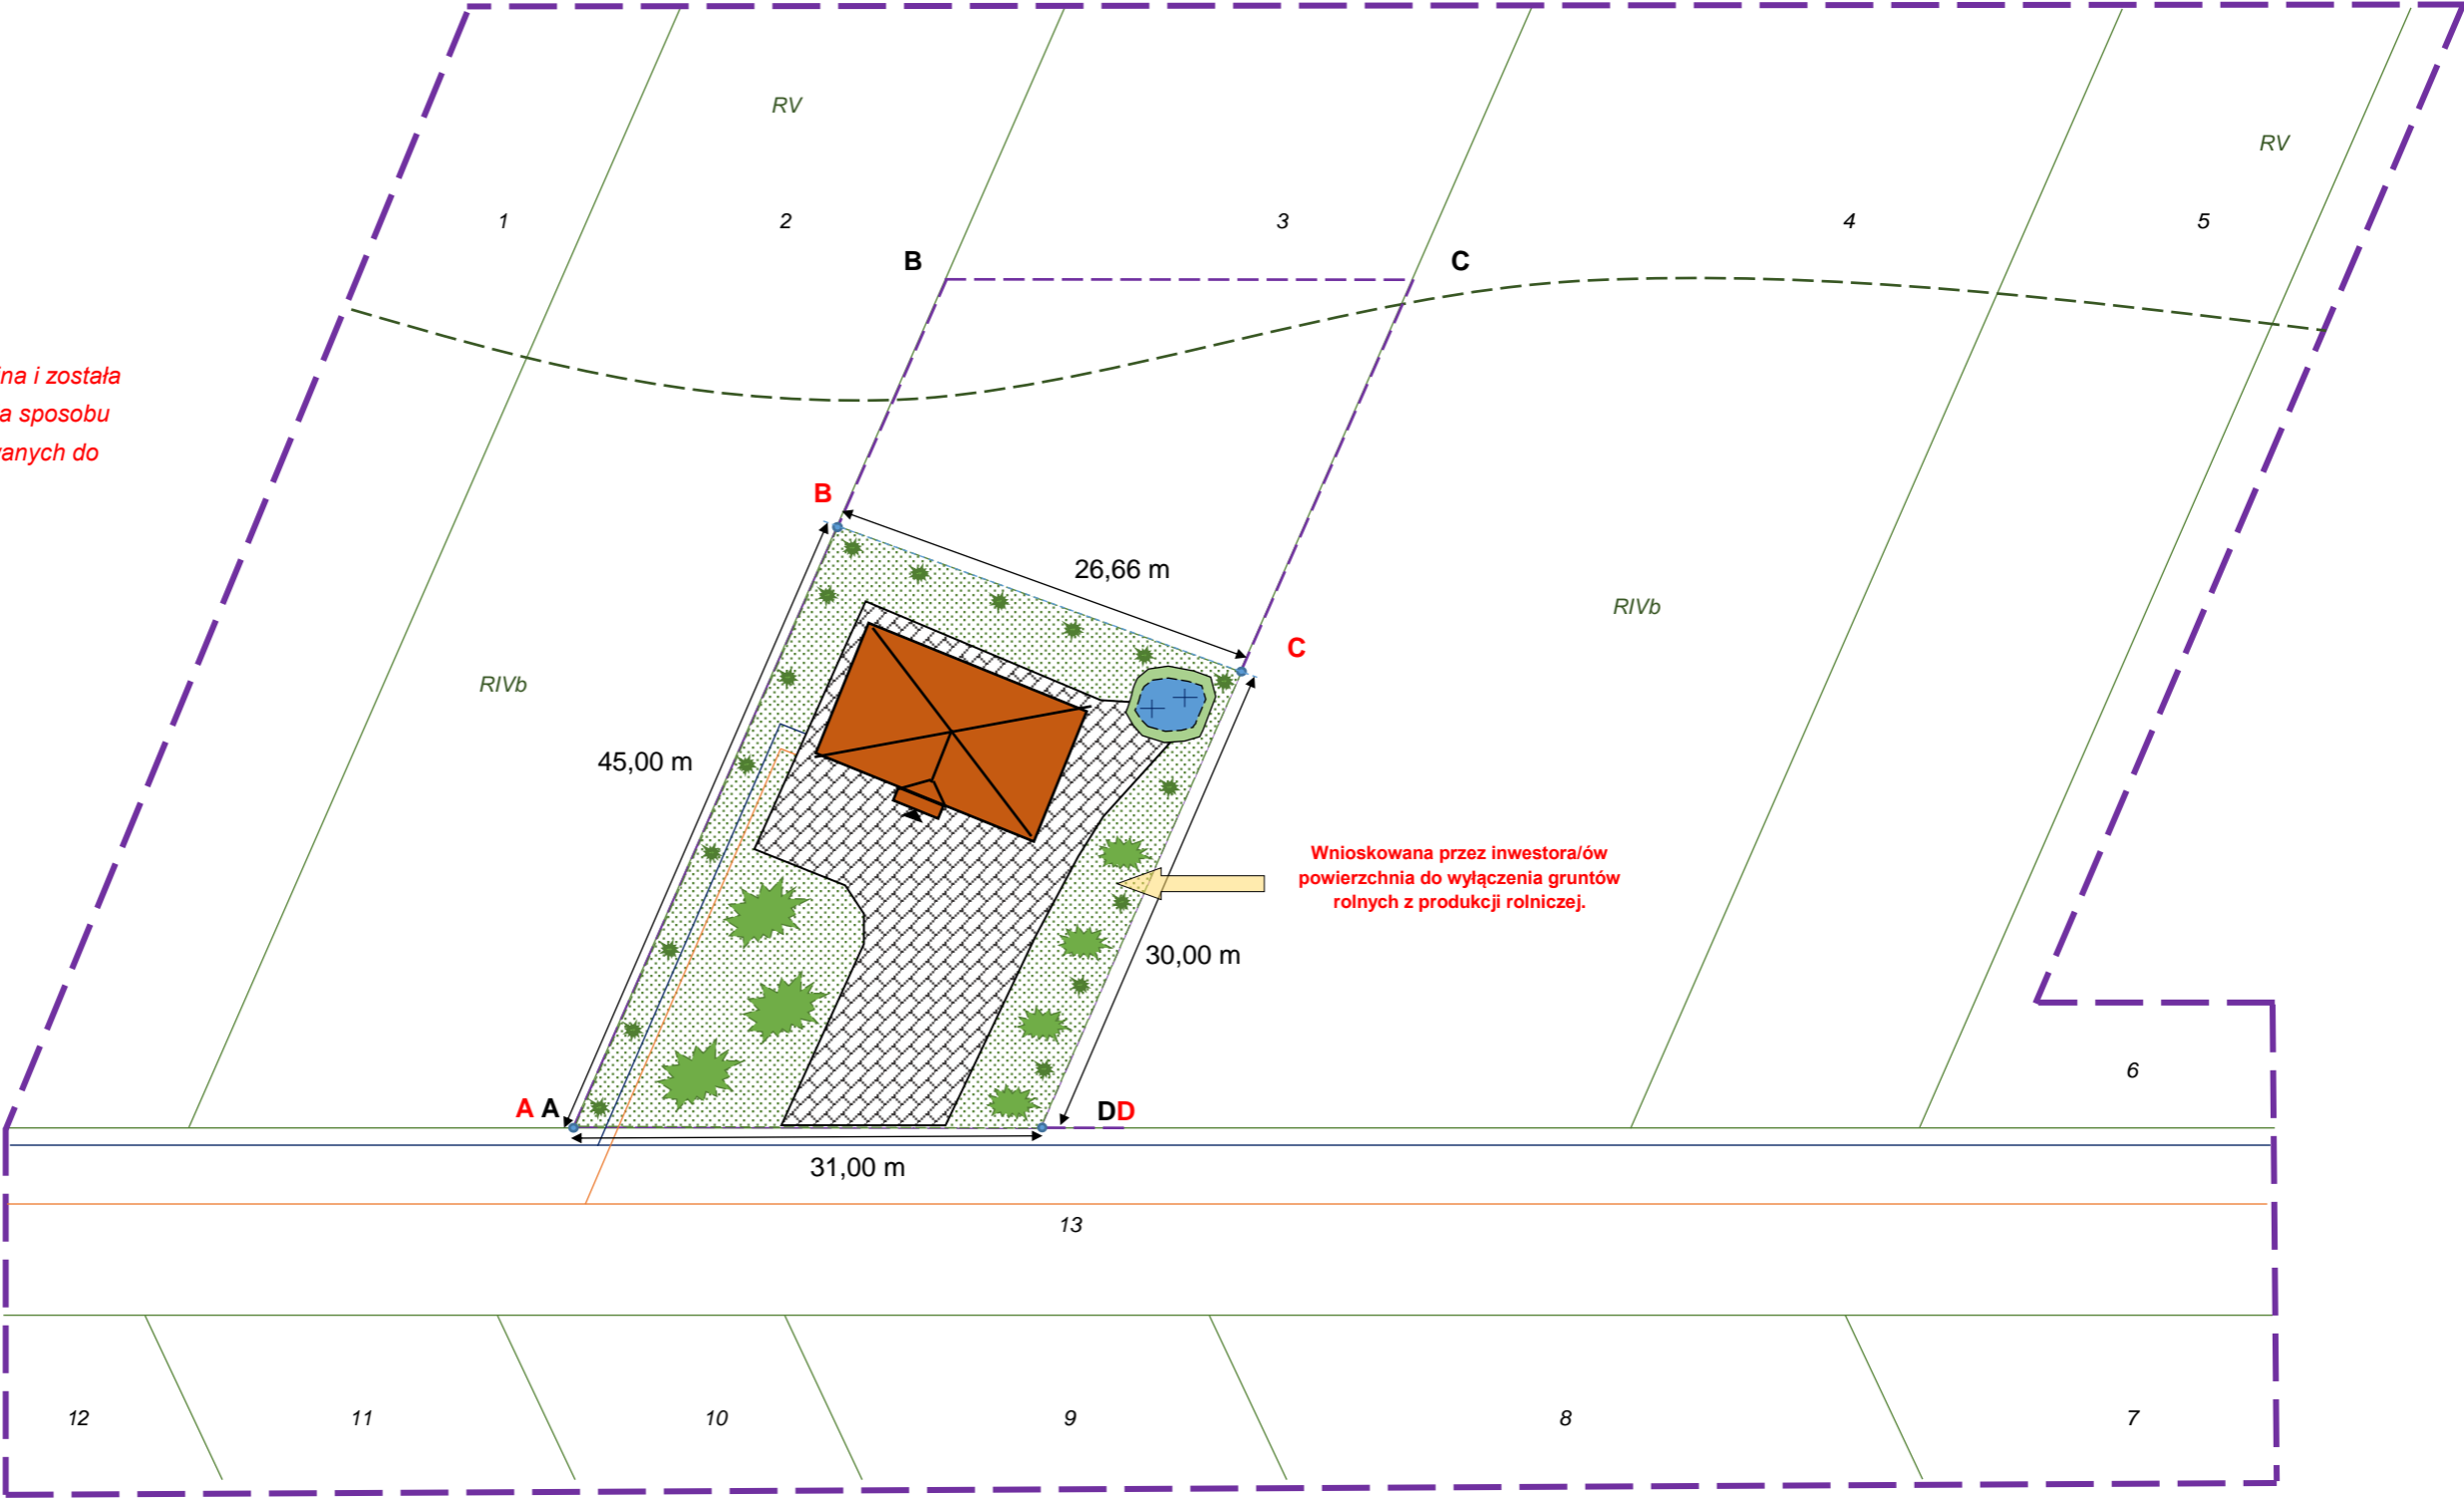 RV
RV
1
2
3
4
5
B
C
i została
sposobu
do
B
26,66 m
C
RIVb
RIVb
45,00 m
Wnioskowana przez inwestora/ów
powierzchnia do wyłączenia gruntów
rolnych z produkcji rolniczej.
30,00 m
6
A A
DD
31,00 m
13
12
11
10
9
8
7